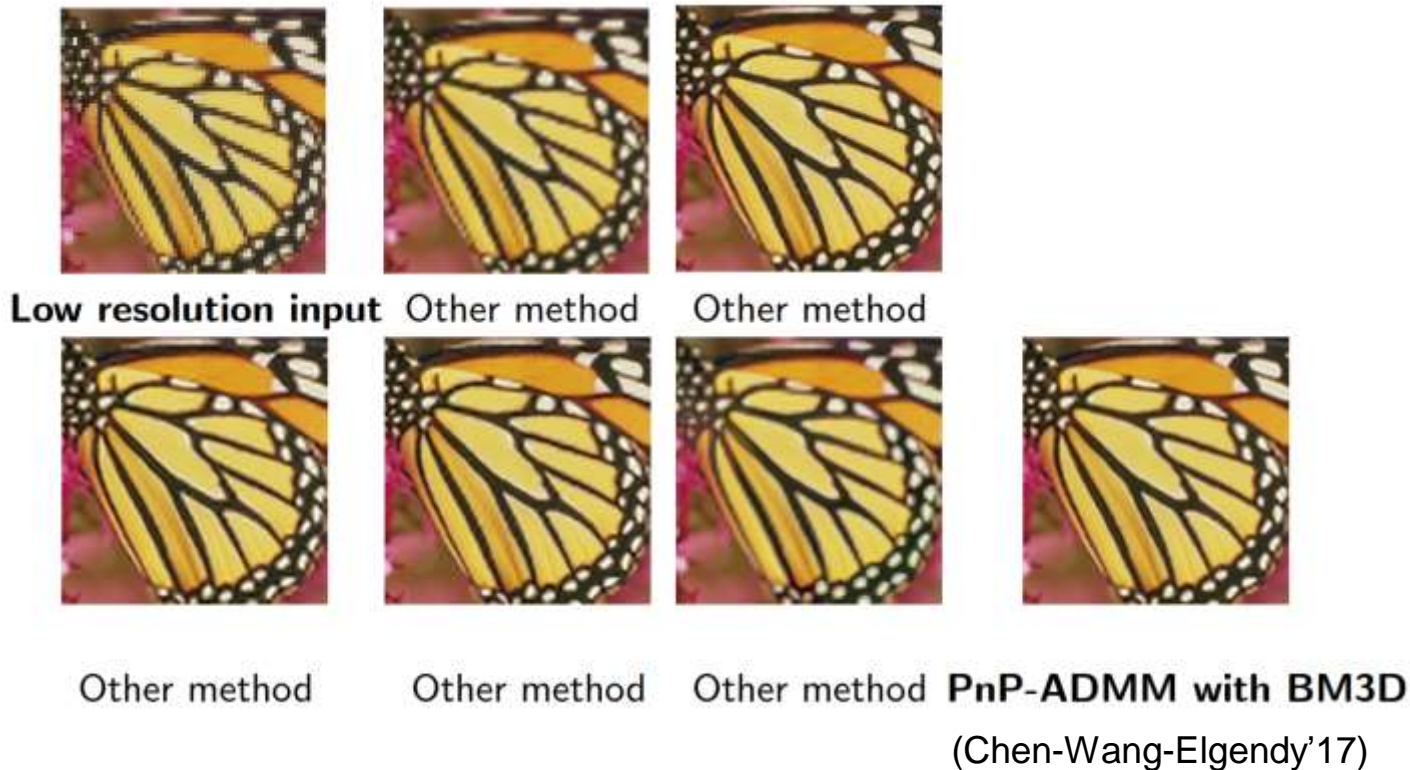 Low resolution input Other method Other method
Other method Other method Other method PnP-ADMM with BM3D
(Chen-Wang-Elgendy’17)